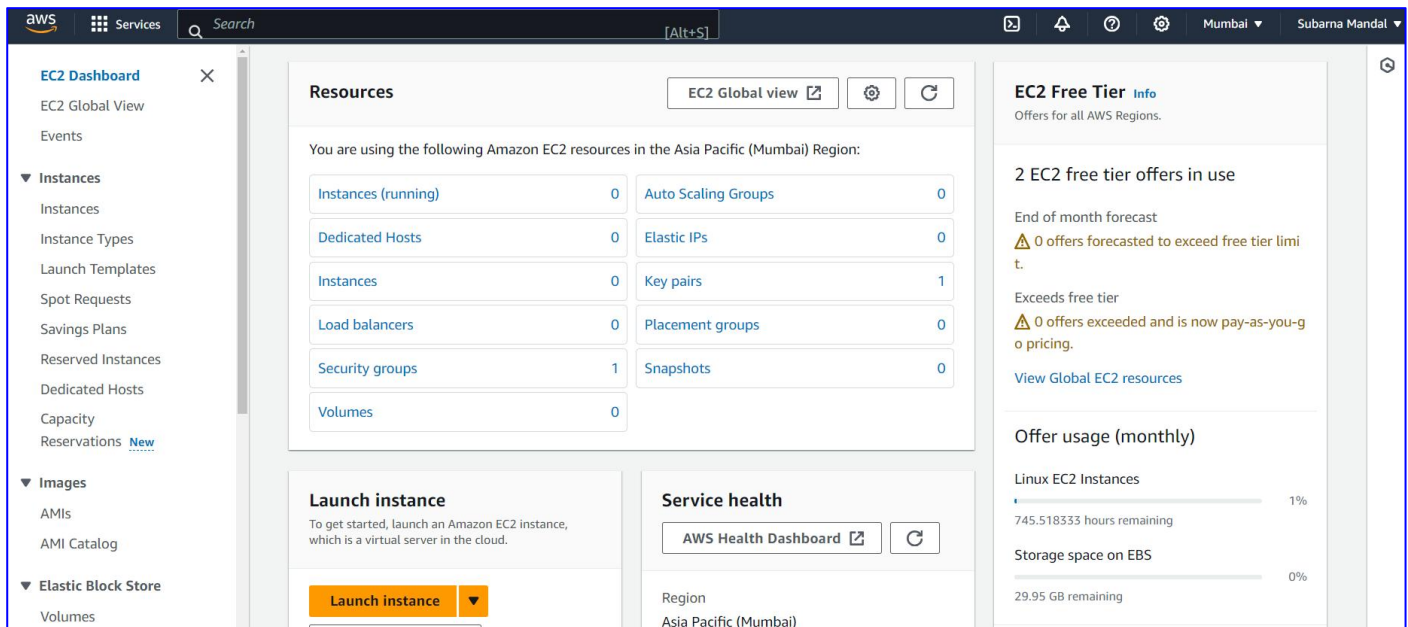 aws
Services
Search
[Alt+S]
Mumbai ▼
Subarna Mandal ▼
EC2 Dashboard
EC2 Global View
Events
Instances
Instances
Instance Types
Launch Templates
Spot Requests
Savings Plans
Reserved Instances
Dedicated Hosts
Capacity
Reservations New
Images
AMIs
AMI Catalog
Elastic Block Store
Volumes
Resources
EC2 Global view
You are using the following Amazon EC2 resources in the Asia Pacific (Mumbai) Region:
Instances (running) 0
Auto Scaling Groups 0
Dedicated Hosts 0
Elastic IPs 0
Instances 0
Key pairs 1
Load balancers 0
Placement groups 0
Security groups 1
Snapshots 0
Volumes 0
Launch instance
To get started, launch an Amazon EC2 instance,
which is a virtual server in the cloud.
Launch instance
Service health
AWS Health Dashboard
Region
Asia Pacific (Mumbai)
EC2 Free Tier Info
Offers for all AWS Regions.
2 EC2 free tier offers in use
End of month forecast
0 offers forecasted to exceed free tier limi
t.
Exceeds free tier
0 offers exceeded and is now pay-as-you-g
o pricing.
View Global EC2 resources
Offer usage (monthly)
Linux EC2 Instances
1%
745.518333 hours remaining
Storage space on EBS
0%
29.95 GB remaining